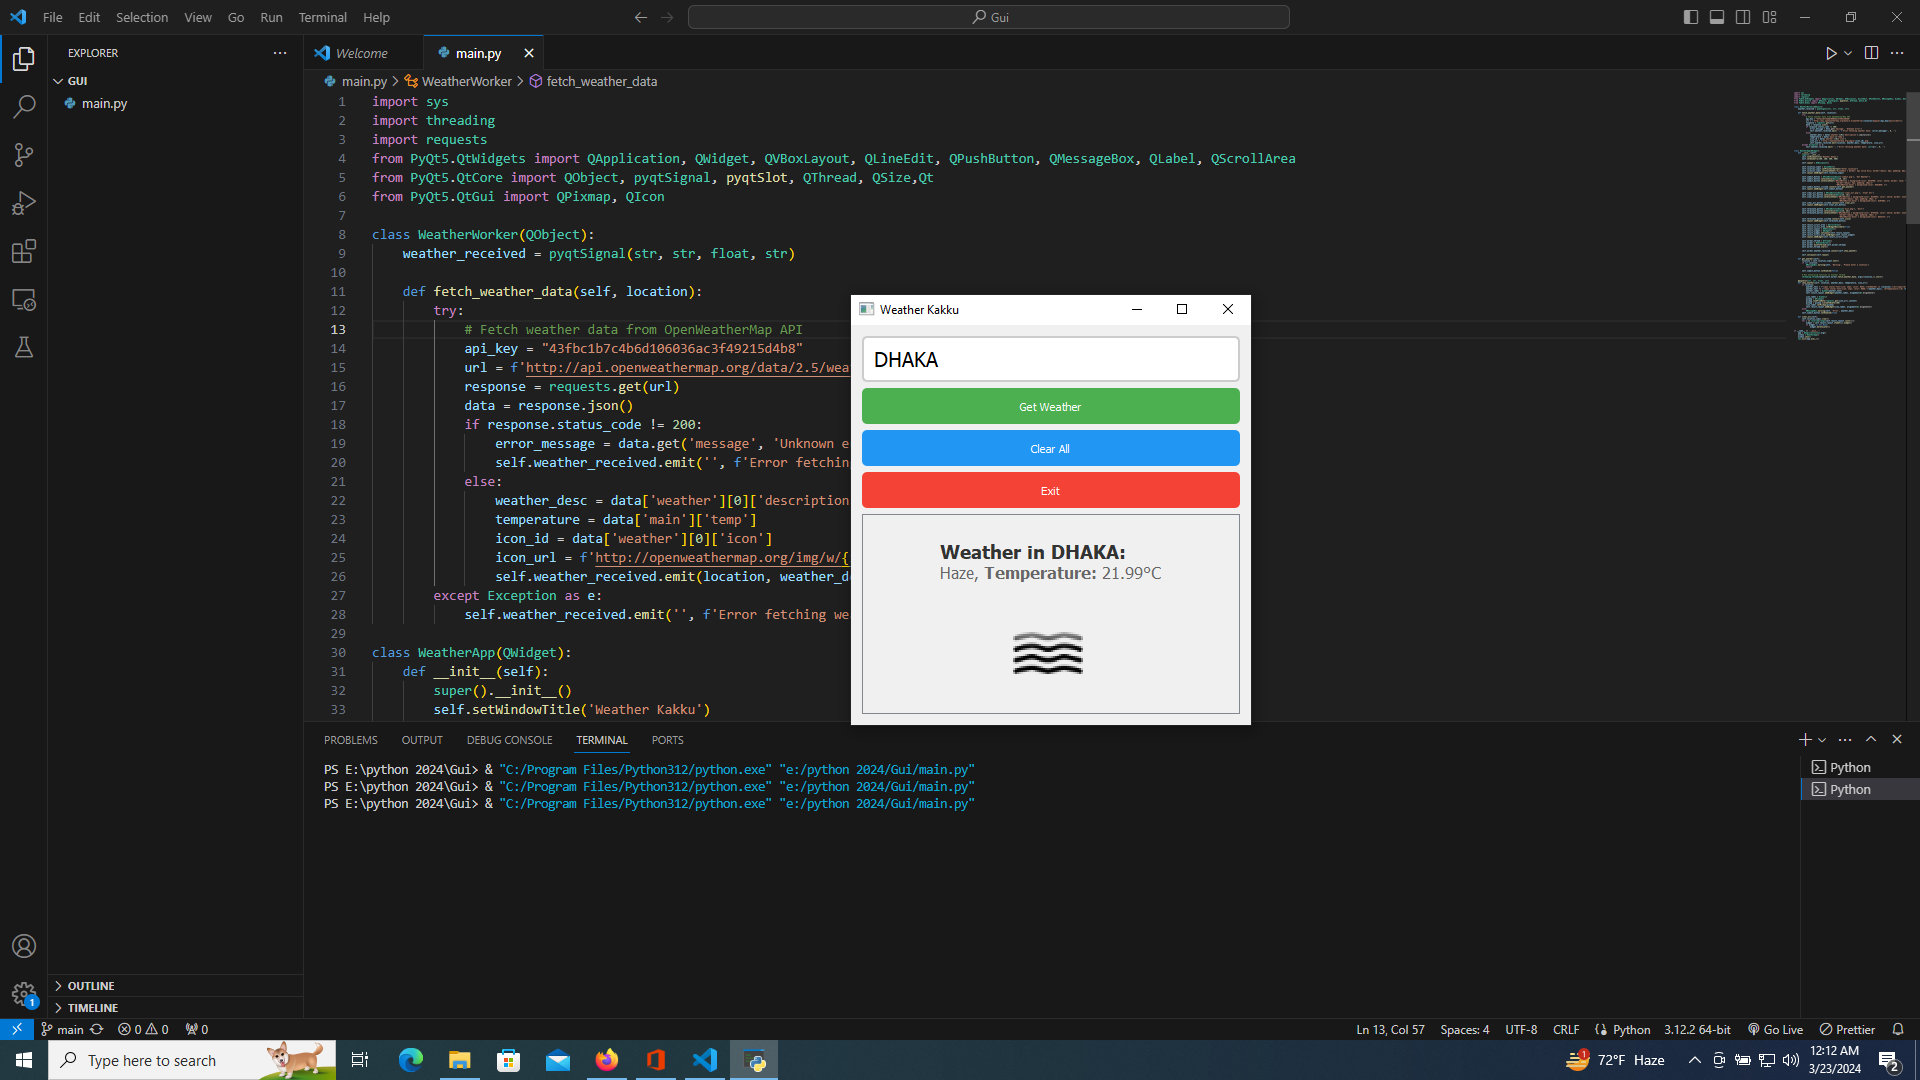 File Edit Selection View Go Run Terminal Help
Gui
EXPLORER
GUI
main.py
Welcome
main.py
main.py > WeatherWorker > fetch_weather_data
1 import sys
2 import threading
3 import requests
4 from PyQt5.QtWidgets import QApplication, QWidget, QVBoxLayout, QLineEdit, QPushButton, QMessageBox, QLabel, QScrollArea
5 from PyQt5.QtCore import QObject, pyqtSignal, pyqtSlot, QThread, QSize,Qt
6 from PyQt5.QtGui import QPixmap, QIcon
7
8 class WeatherWorker(QObject):
9 weather_received = pyqtSignal(str, str, float, str)
10
11 def fetch_weather_data(self, location):
12 try:
13 # Fetch weather data from OpenWeatherMap API
14 api_key = "43fbc1b7c4b6d106036ac3f49215d4b8"
15 url = f'http://api.openweathermap.org/data/2.5/wea
16 response = requests.get(url)
17 data = response.json()
18 if response.status_code != 200:
19 error_message = data.get('message', 'Unknown e
20 self.weather_received.emit('', f'Error fetchin
21 else:
22 weather_desc = data['weather'][0]['description
23 temperature = data['main']['temp']
24 icon_id = data['weather'][0]['icon']
25 icon_url = f'http://openweathermap.org/img/w/{
26 self.weather_received.emit(location, weather_d
27 except Exception as e:
28 self.weather_received.emit('', f'Error fetching we
29
30 class WeatherApp(QWidget):
31 def __init__(self):
32 super().__init__()
33 self.setWindowTitle('Weather Kakku')
Weather Kakku
DHAKA
Get Weather
Clear All
Exit
Weather in DHAKA:
Haze, Temperature: 21.99°C
PROBLEMS OUTPUT DEBUG CONSOLE TERMINAL PORTS
PS E:\python 2024\Gui> & "C:/Program Files/Python312/python.exe" "e:/python 2024/Gui/main.py"
PS E:\python 2024\Gui> & "C:/Program Files/Python312/python.exe" "e:/python 2024/Gui/main.py"
PS E:\python 2024\Gui> & "C:/Program Files/Python312/python.exe" "e:/python 2024/Gui/main.py"
Python
Python
OUTLINE
TIMELINE
1
main 0 0 0
Ln 13, Col 57 Spaces: 4 UTF-8 CRLF Python 3.12.2 64-bit Go Live Prettier
Type here to search
1
72°F Haze
12:12 AM
3/23/2024
2